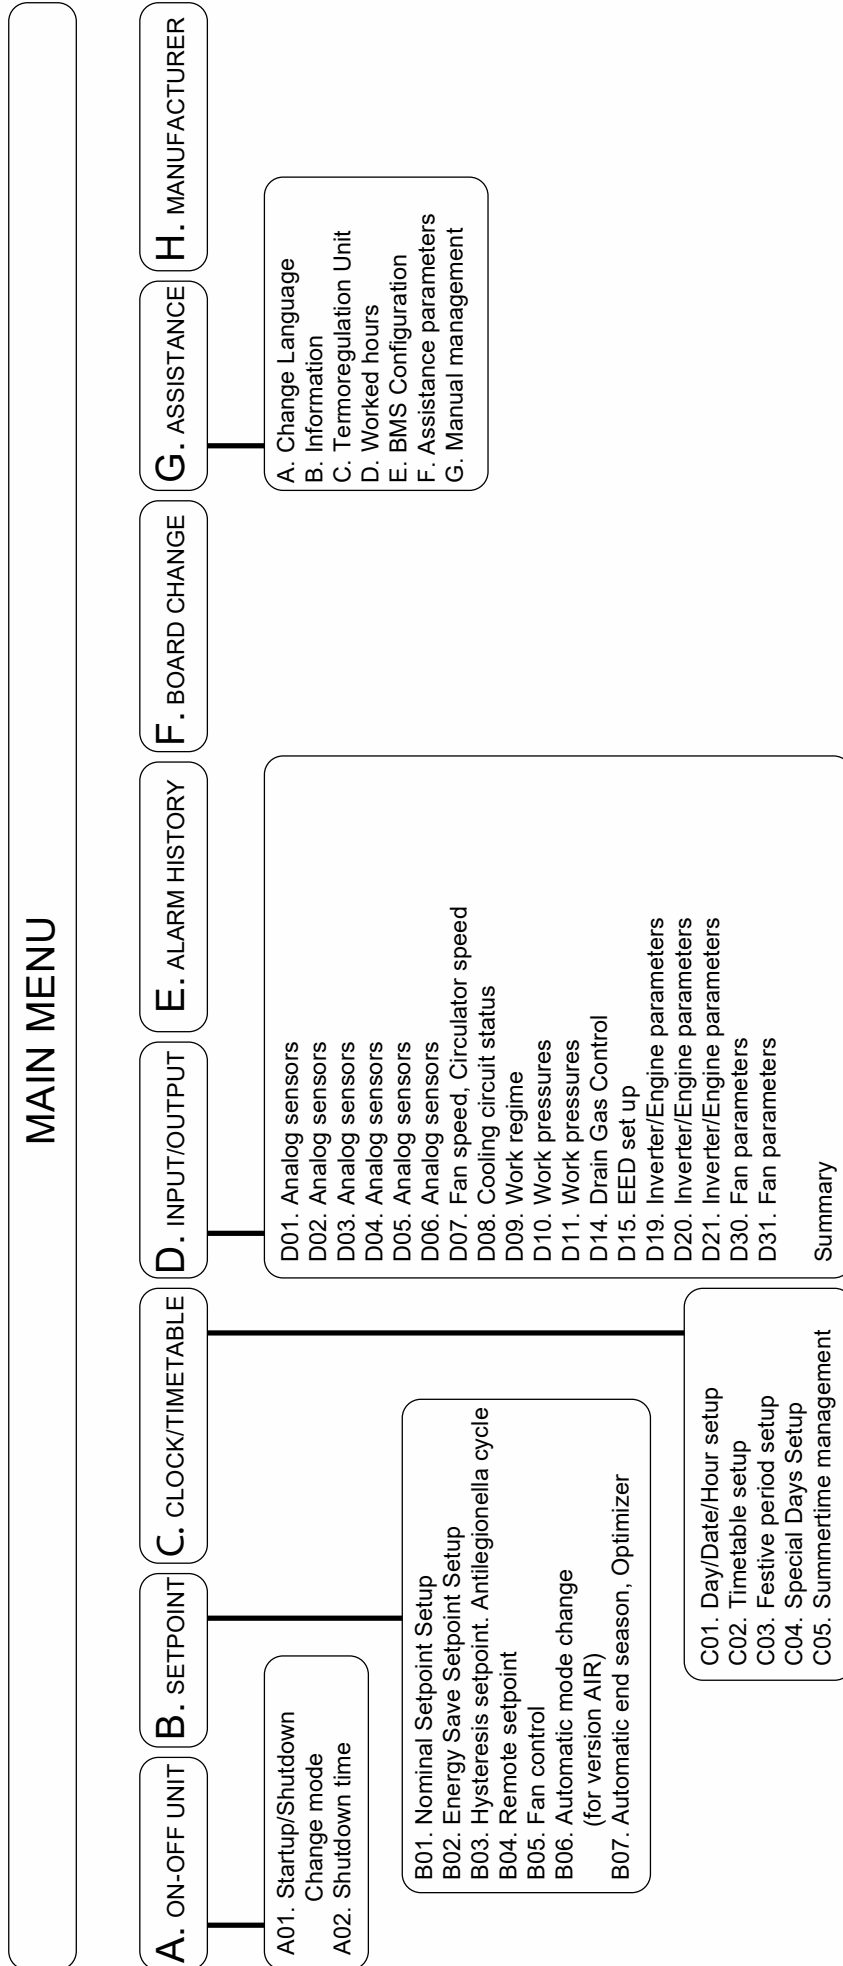 MAIN MENU
A. ON-OFF UNIT
B. SETPOINT
C. CLOCK/TIMETABLE
D. INPUT/OUTPUT
E. ALARM HISTORY
F. BOARD CHANGE
G. ASSISTANCE
H. MANUFACTURER
A01. Startup/Shutdown
Change mode
A02. Shutdown time
B01. Nominal Setpoint Setup
B02. Energy Save Setpoint Setup
B03. Hysteresis setpoint. Antilegionella cycle
B04. Remote setpoint
B05. Fan control
B06. Automatic mode change
(for version AIR)
B07. Automatic end season, Optimizer
C01. Day/Date/Hour setup
C02. Timetable setup
C03. Festive period setup
C04. Special Days Setup
C05. Summertime management
D01. Analog sensors
D02. Analog sensors
D03. Analog sensors
D04. Analog sensors
D05. Analog sensors
D06. Analog sensors
D07. Fan speed, Circulator speed
D08. Cooling circuit status
D09. Work regime
D10. Work pressures
D11. Work pressures
D14. Drain Gas Control
D15. EED set up
D19. Inverter/Engine parameters
D20. Inverter/Engine parameters
D21. Inverter/Engine parameters
D30. Fan parameters
D31. Fan parameters
Summary
A. Change Language
B. Information
C. Termoregulation Unit
D. Worked hours
E. BMS Configuration
F. Assistance parameters
G. Manual management